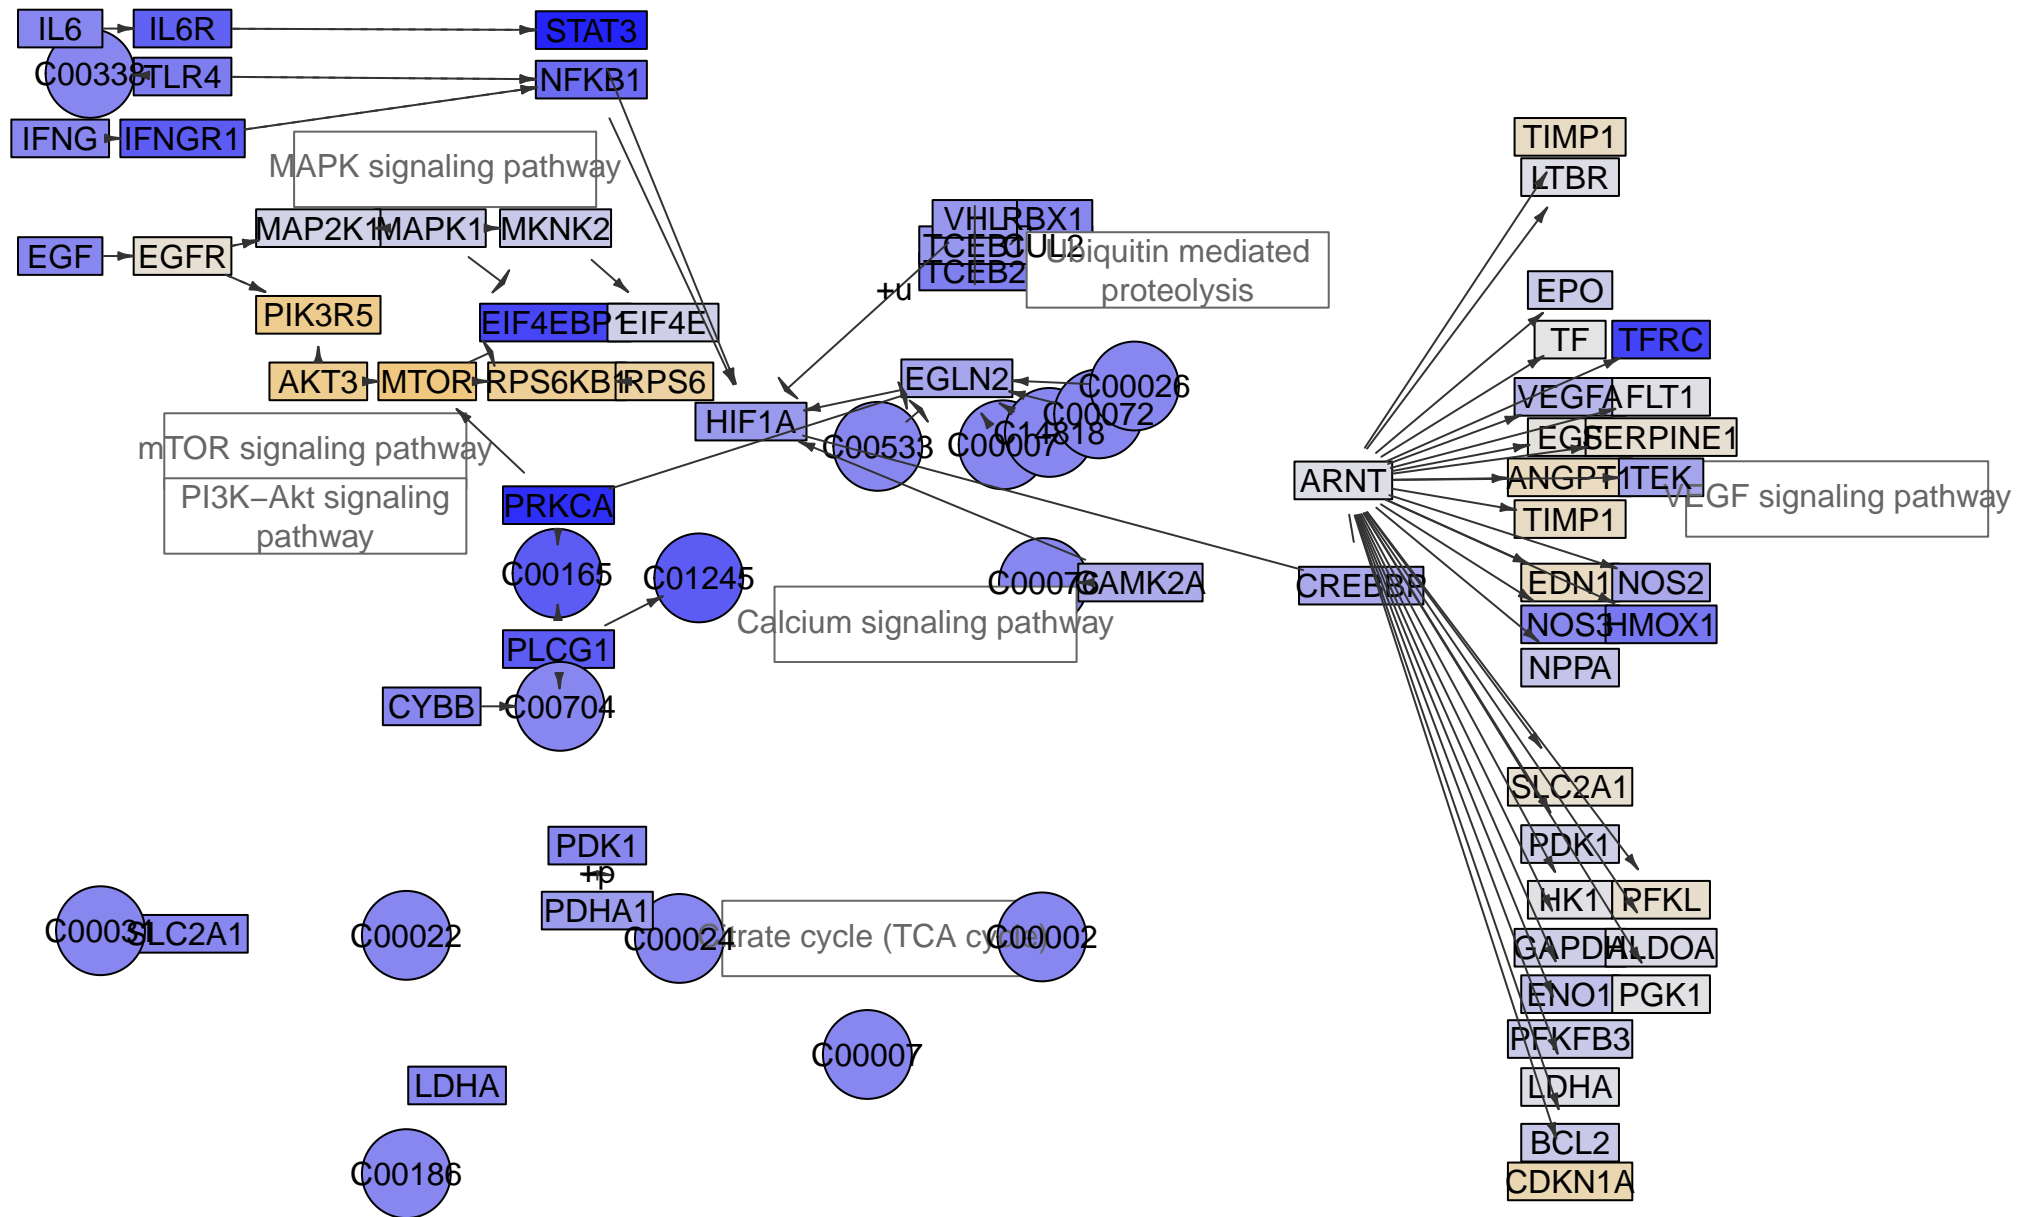 IL6
IL6R
STAT3
C00338
TLR4
NFKB1
IFNG
IFNGR1
TIMP1
MAPK signaling pathway
LTBR
MAP2K1
MAPK1
MKNK2
VHL
RBX1
EGF
EGFR
TCEB1
CUL2
Ubiquitin mediated
proteolysis
TCEB2
+u
EPO
PIK3R5
EIF4EBP1
EIF4E
TF
TFRC
AKT3
MTOR
RPS6KB1
RPS6
EGLN2
C00026
VEGFA
FLT1
HIF1A
C00072
C14818
C00007
C00533
EGF
SERPINE1
mTOR signaling pathway
ARNT
ANGPT1
TEK
VEGF signaling pathway
PI3K–Akt signaling
pathway
PRKCA
TIMP1
C00165
C01245
C00076
CAMK2A
CREBBP
EDN1
NOS2
Calcium signaling pathway
NOS3
HMOX1
PLCG1
NPPA
CYBB
C00704
SLC2A1
PDK1
PDK1
+p
PDHA1
HK1
PFKL
C00031
SLC2A1
C00022
C00024
Citrate cycle (TCA cycle)
C00002
GAPDH
ALDOA
ENO1
PGK1
PFKFB3
C00007
LDHA
LDHA
BCL2
C00186
CDKN1A